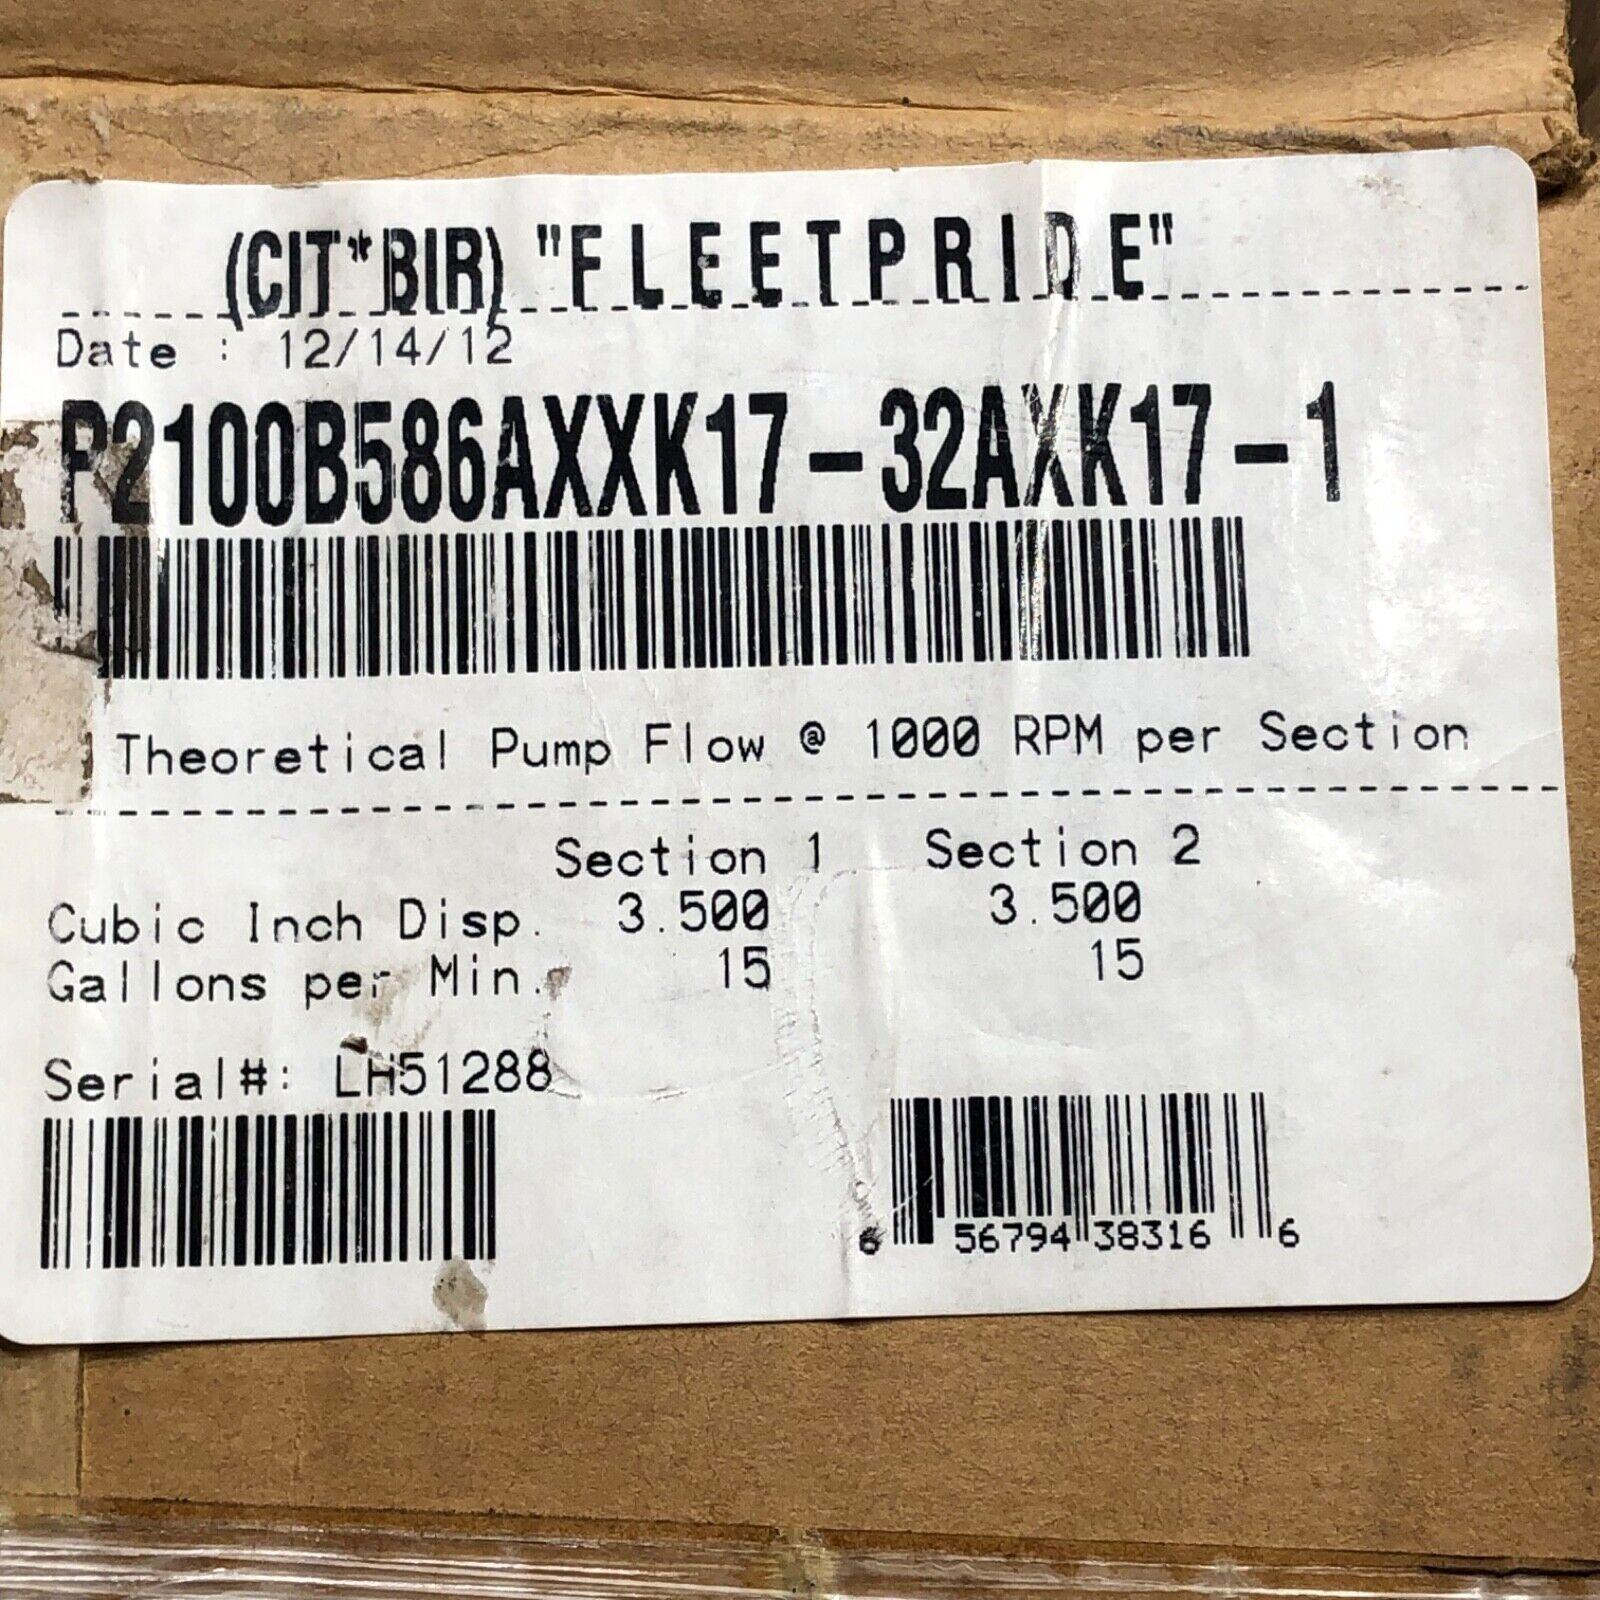 (CIT*BIR) "FLEETPRIDE"
Date : 12/14/12
P2100B586AXXK17-32AXK17-1
Theoretical Pump Flow @ 1000 RPM per Section
Section 1 Section 2
Cubic Inch Disp. 3.500 3.500
Gallons per Min. 15 15
Serial#: LH51288
6 56794 38316 6